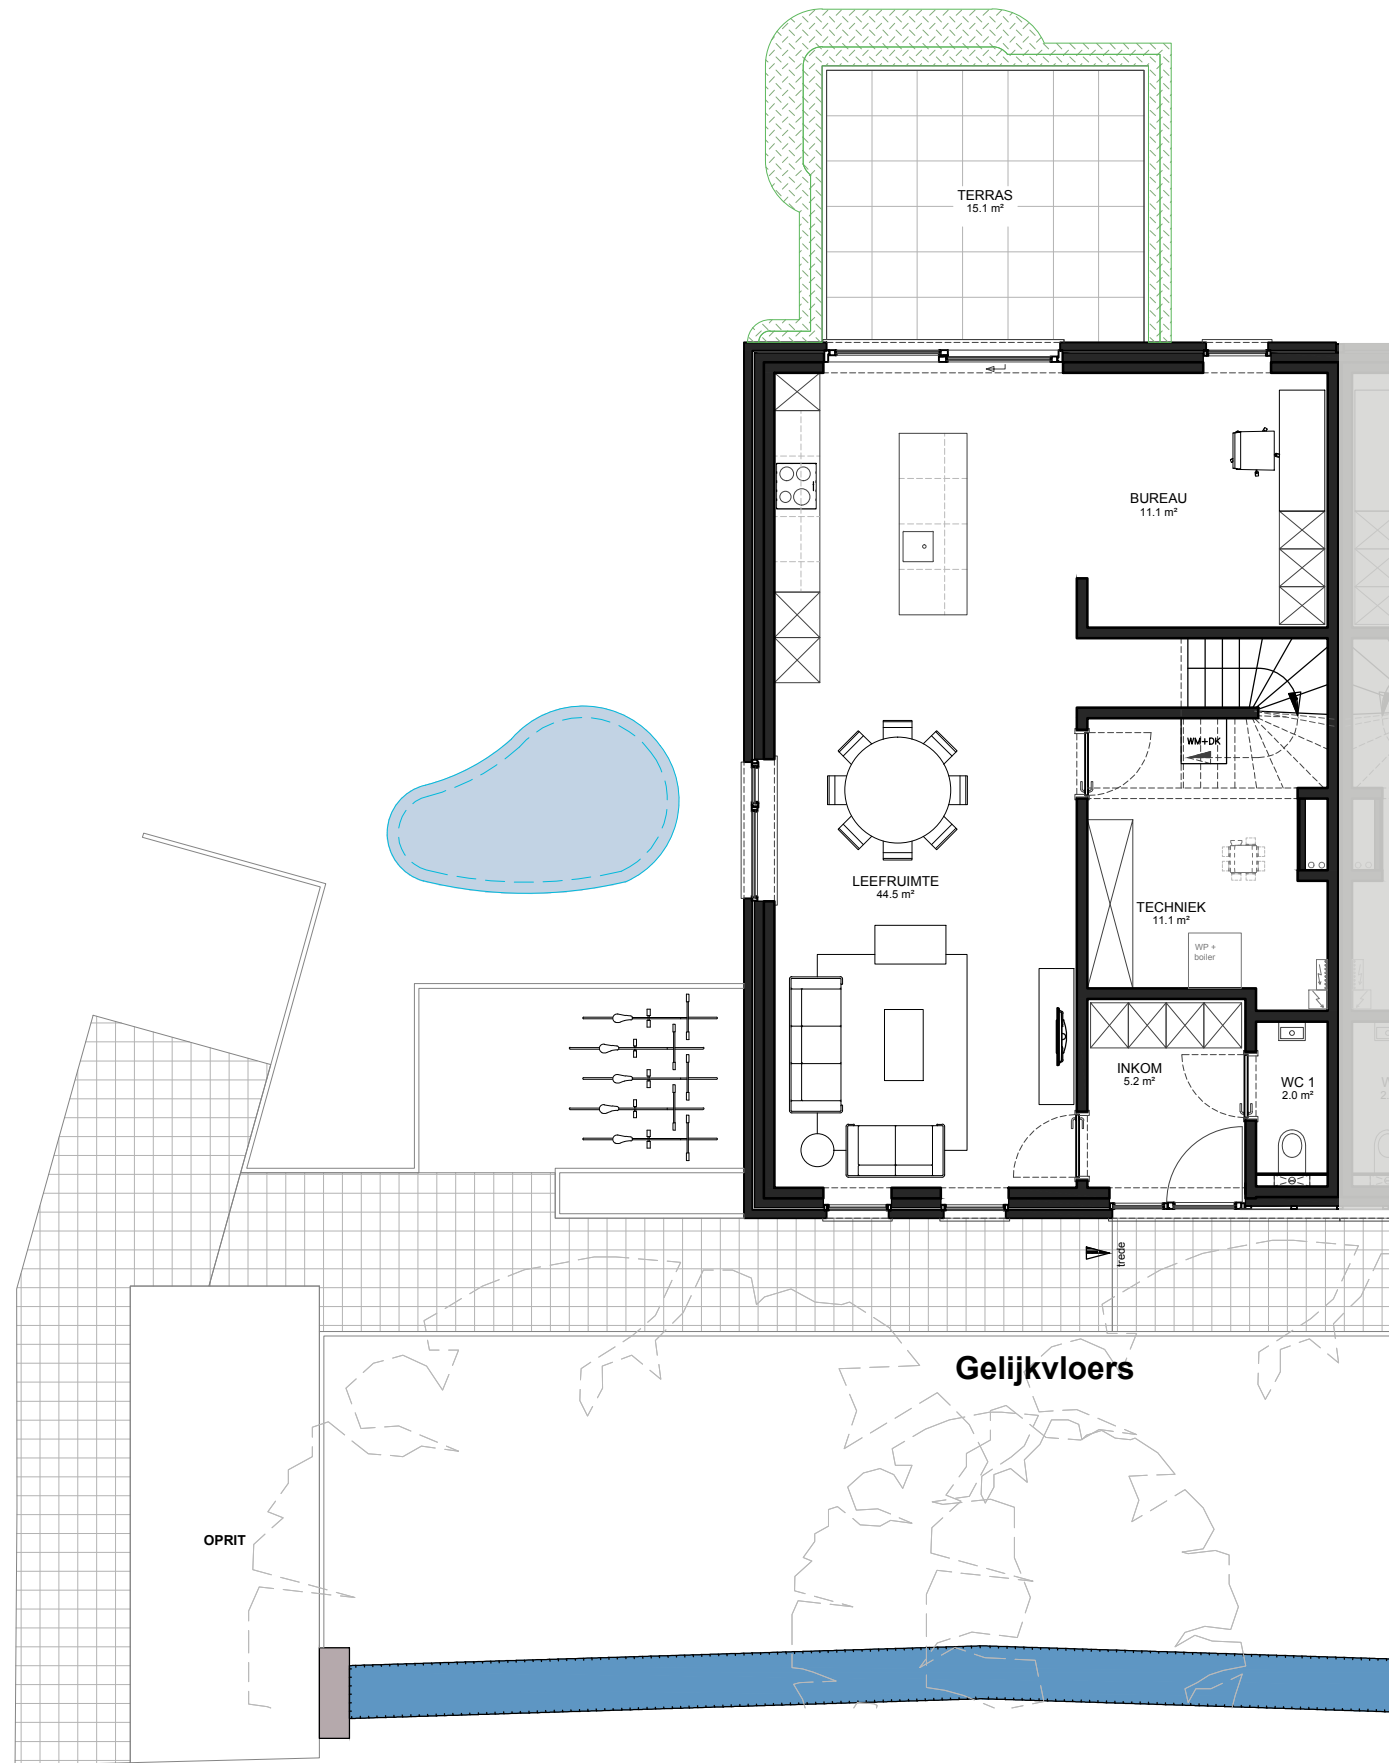 TERRAS
15.1 m²
BUREAU
11.1 m²
WM+DK
LEEFRUIMTE
44.5 m²
TECHNIEK
11.1 m²
WP +
boiler
INKOM
5.2 m²
WC 1
2.0 m²
trede
Gelijkvloers
OPRIT